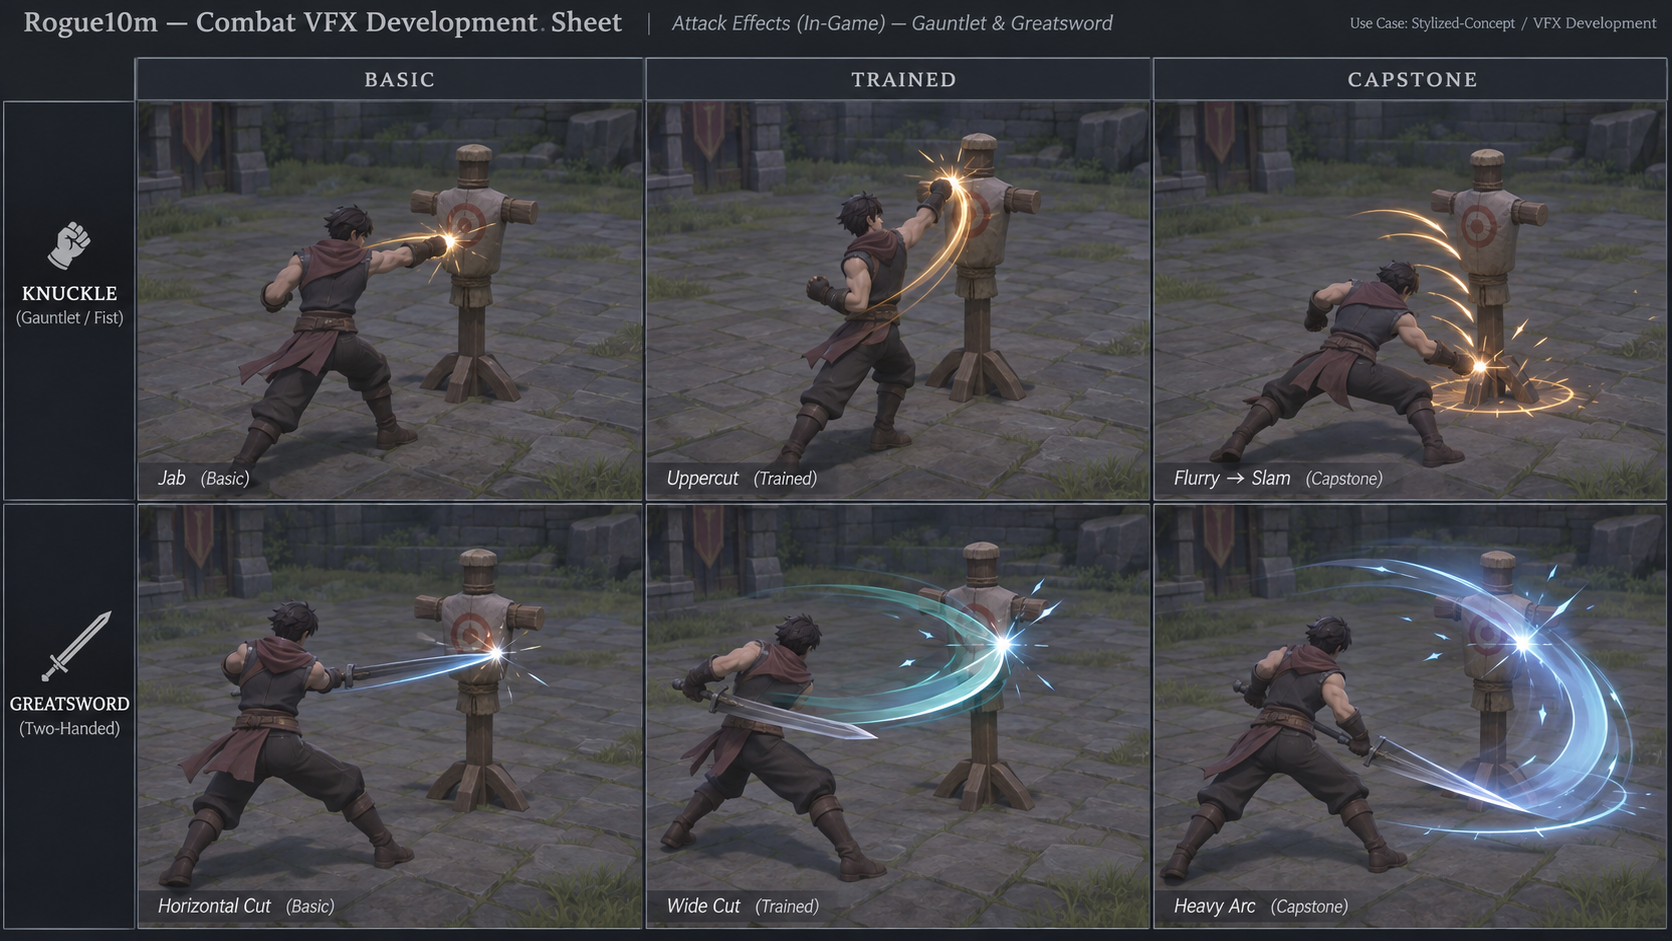 Rogue10m — Combat VFX Development. Sheet
Attack Effects (In-Game) — Gauntlet & Greatsword
Use Case: Stylized-Concept / VFX Development
BASIC
TRAINED
CAPSTONE
KNUCKLE
(Gauntlet / Fist)
Jab (Basic)
Uppercut (Trained)
Flurry → Slam (Capstone)
GREATSWORD
(Two-Handed)
Horizontal Cut (Basic)
Wide Cut (Trained)
Heavy Arc (Capstone)